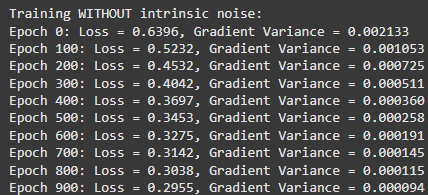 Training WITHOUT intrinsic noise:
Epoch 0: Loss = 0.6396, Gradient Variance = 0.002133
Epoch 100: Loss = 0.5232, Gradient Variance = 0.001053
Epoch 200: Loss = 0.4532, Gradient Variance = 0.000725
Epoch 300: Loss = 0.4042, Gradient Variance = 0.000511
Epoch 400: Loss = 0.3697, Gradient Variance = 0.000360
Epoch 500: Loss = 0.3453, Gradient Variance = 0.000258
Epoch 600: Loss = 0.3275, Gradient Variance = 0.000191
Epoch 700: Loss = 0.3142, Gradient Variance = 0.000145
Epoch 800: Loss = 0.3038, Gradient Variance = 0.000115
Epoch 900: Loss = 0.2955, Gradient Variance = 0.000094